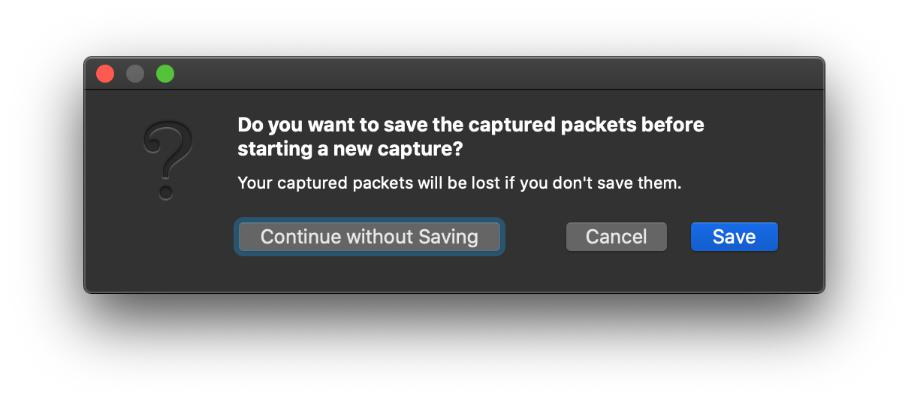 Do you want to save the captured packets before
starting a new capture?
Your captured packets will be lost if you don't save them.
Continue without Saving
Cancel
Save